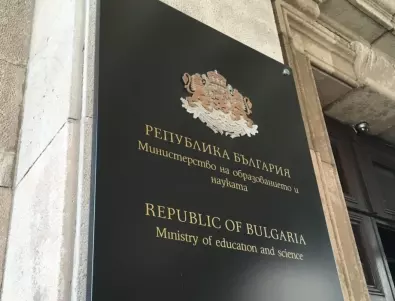 РЕПУБЛИКА БЪЛГАРИЯ
Министерство на образованието и
науката
REPUBLIC OF BULGARIA
Ministry of education and science